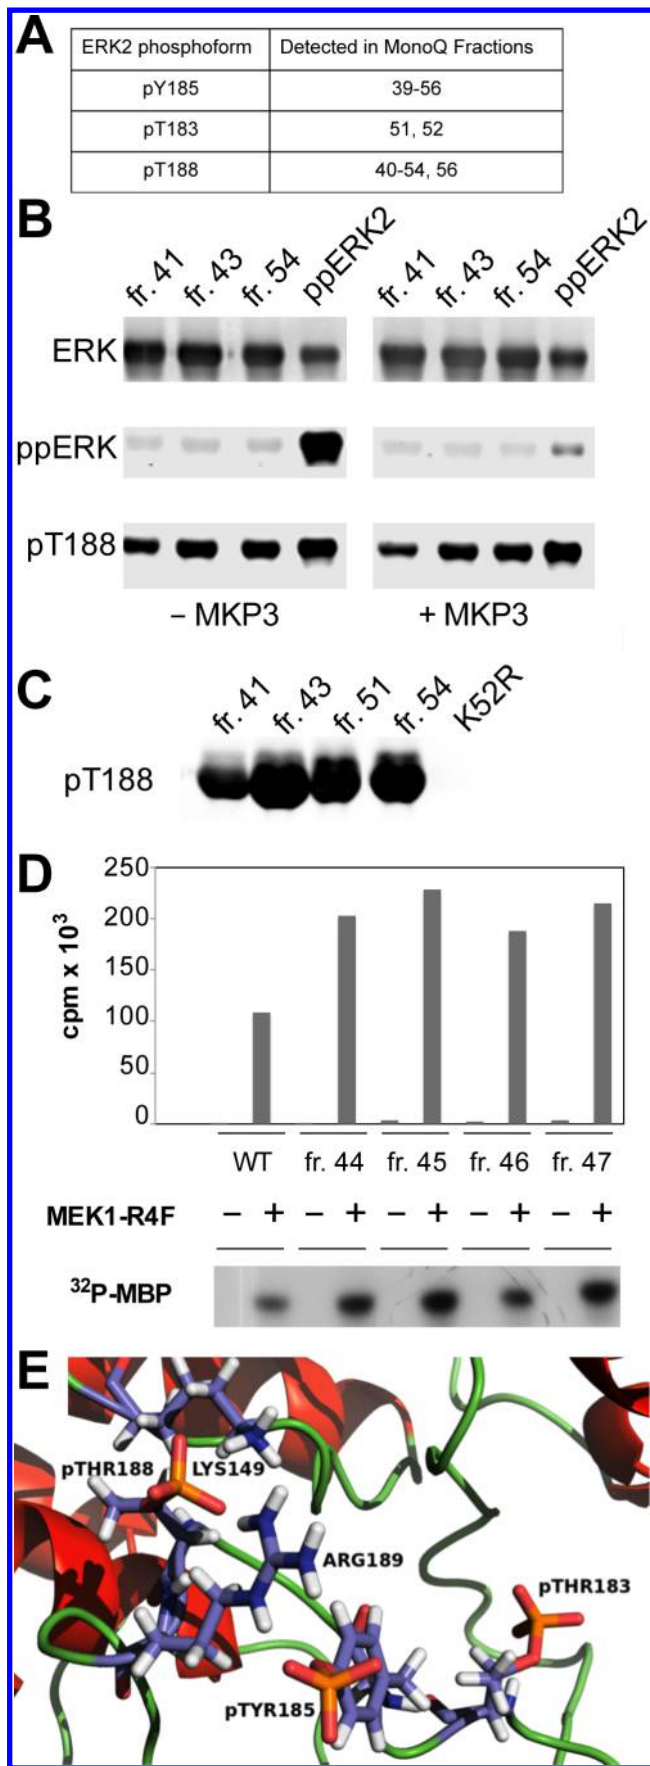 A
ERK2 phosphoform Detected in MonoQ Fractions
pY185 39-56
pT183 51, 52
pT188 40-54, 56
B
fr. 41 fr. 43 fr. 54 ppERK2 fr. 41 fr. 43 fr. 54 ppERK2
ERK
ppERK
pT188
– MKP3 + MKP3
C
fr. 41 fr. 43 fr. 51 fr. 54 K52R
pT188
D
cpm x 10³
250
200
150
100
50
0
WT fr. 44 fr. 45 fr. 46 fr. 47
MEK1-R4F – + – + – + – + – +
³²P-MBP
E
pTHR188 LYS149
ARG189
pTHR183
pTYR185